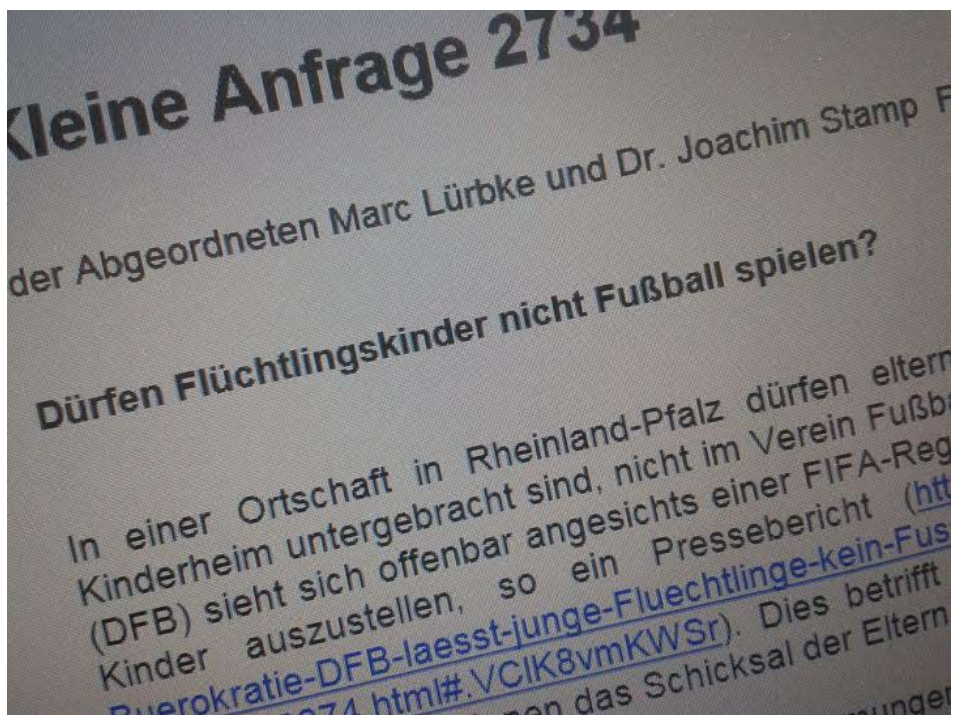 Kleine Anfrage 2734
der Abgeordneten Marc Lürbke und Dr. Joachim Stamp F
Dürfen Flüchtlingskinder nicht Fußball spielen?
In einer Ortschaft in Rheinland-Pfalz dürfen eltern
Kinderheim untergebracht sind, nicht im Verein Fußba
(DFB) sieht sich offenbar angesichts einer FIFA-Reg
Kinder auszustellen, so ein Pressebericht (htt
Buerokratie-DFB-laesst-junge-Fluechtlinge-kein-Fus
974.html#.VClK8vmKWSr). Dies betrifft
das Schicksal der Eltern